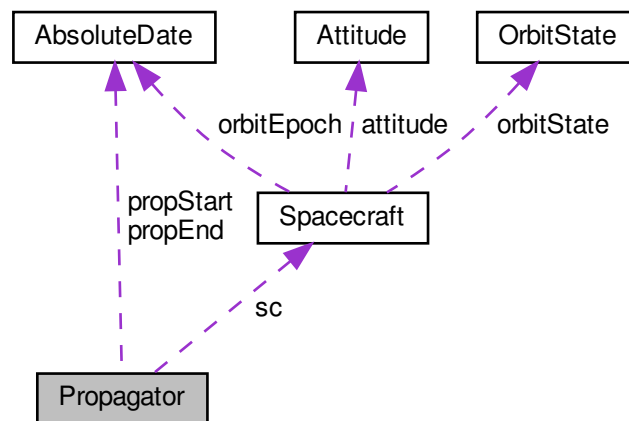 AbsoluteDate
Attitude
OrbitState
orbitEpoch
attitude
orbitState
propStart
propEnd
Spacecraft
sc
Propagator